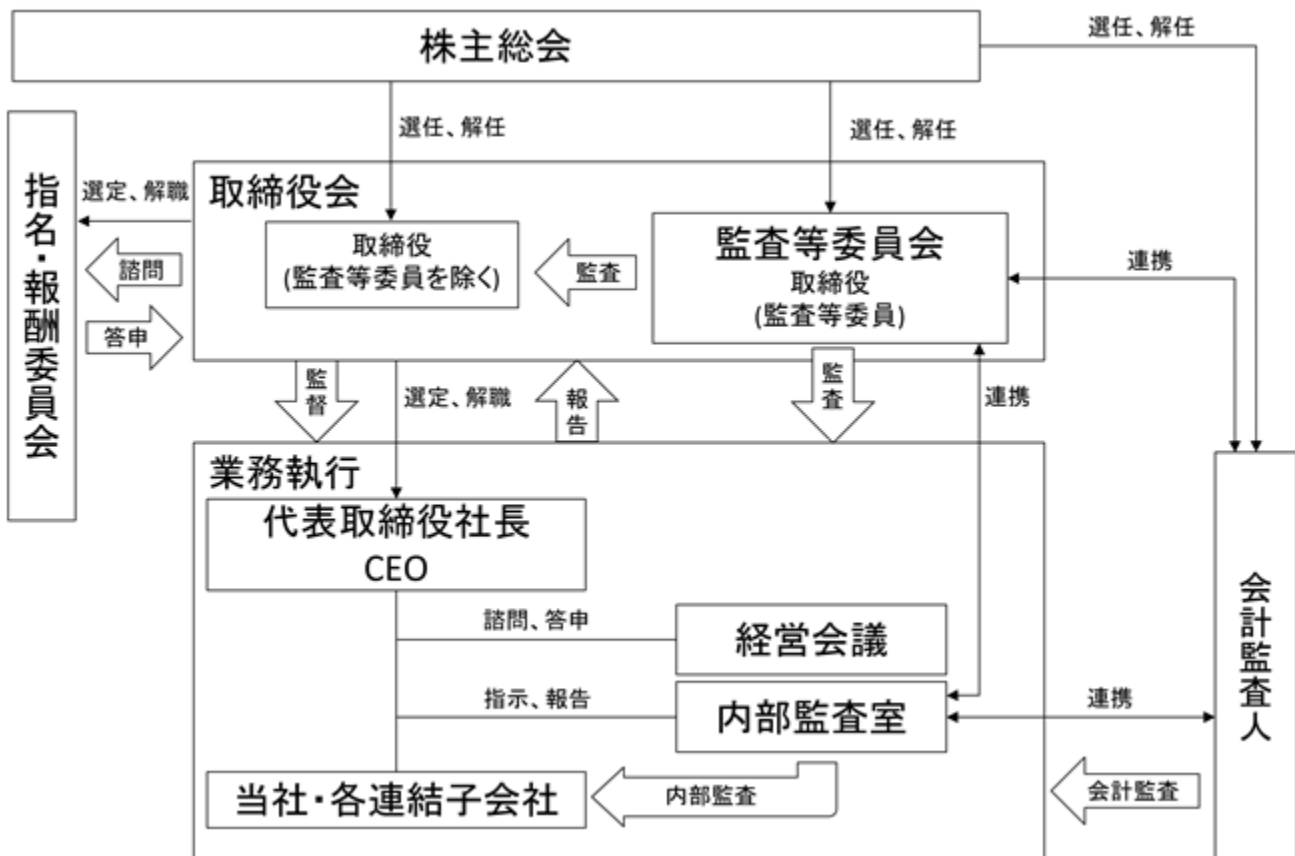 株主総会
選任、解任
選任、解任
選任、解任
指名・報酬委員会
選定、解職
諮問
答申
取締役会
取締役
(監査等委員を除く)
監査
監査等委員会
取締役
(監査等委員)
連携
監督
選定、解職
報告
監査
連携
業務執行
代表取締役社長
CEO
諮問、答申
経営会議
指示、報告
内部監査室
連携
当社・各連結子会社
内部監査
会計監査
会計監査人